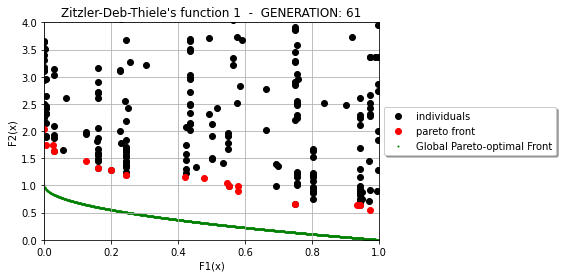 Zitzler-Deb-Thiele's function 1 - GENERATION: 61
4.0
3.5
3.0
2.5
2.0
1.5
1.0
0.5
0.0
F2(x)
0.0 0.2 0.4 0.6 0.8 1.0
F1(x)
individuals
pareto front
Global Pareto-optimal Front